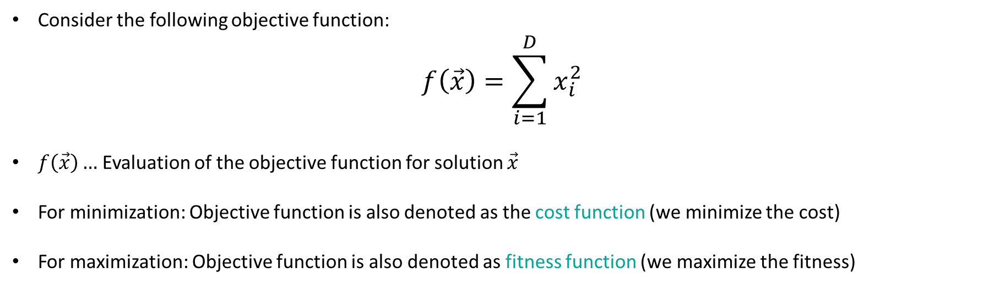 • Consider the following objective function:
$f(\vec{x}) = \sum_{i=1}^{D} x_i^2$
• $f(\vec{x})$ ... Evaluation of the objective function for solution $\vec{x}$
• For minimization: Objective function is also denoted as the cost function (we minimize the cost)
• For maximization: Objective function is also denoted as fitness function (we maximize the fitness)